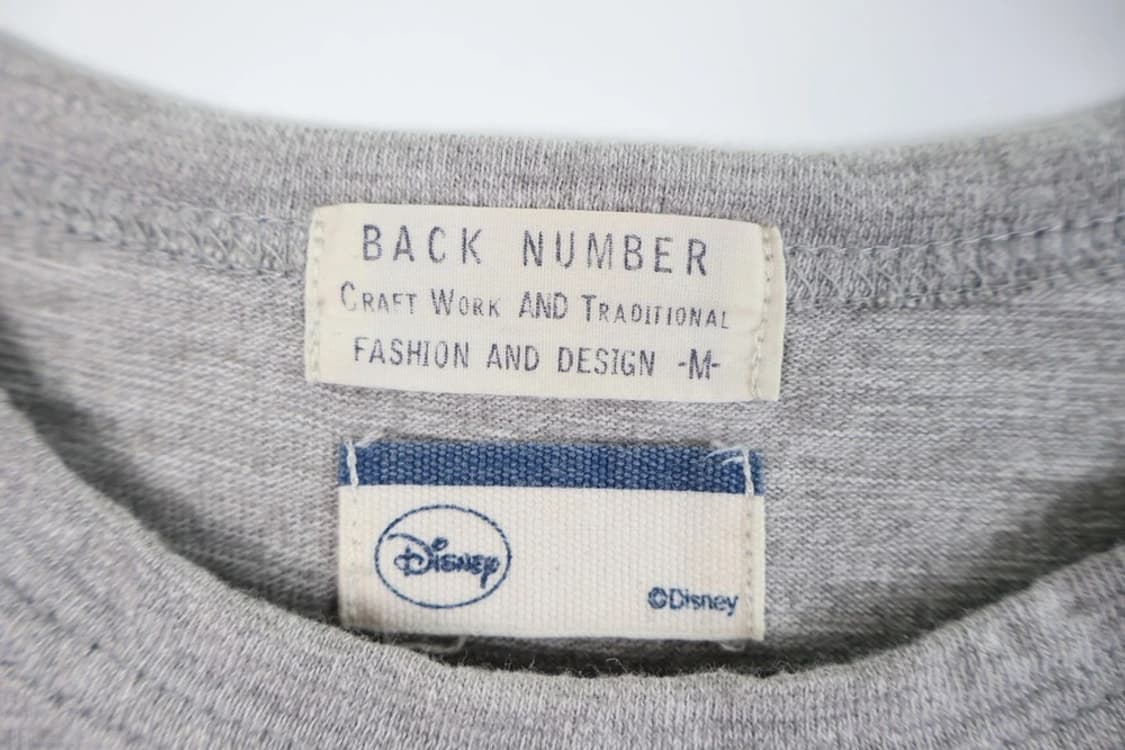 BACK NUMBER
CRAFT WORK AND TRADITIONAL
FASHION AND DESIGN -M-
Disney
©Disney